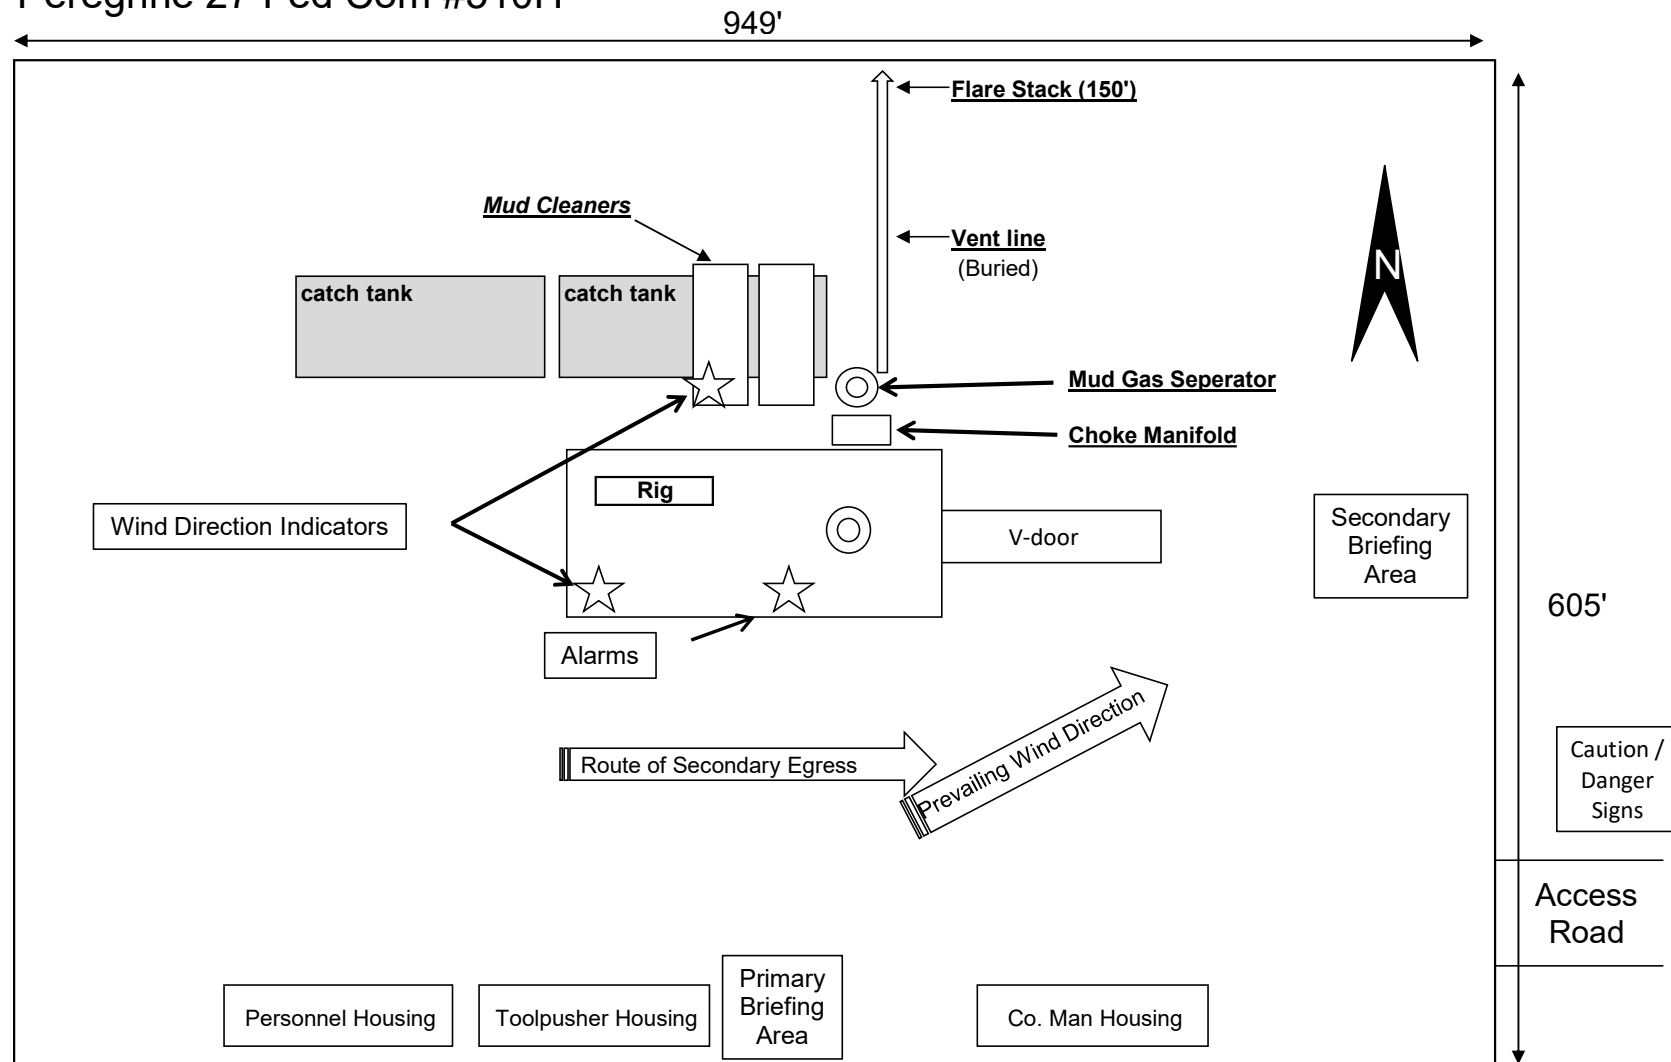 949'
Flare Stack (150')
Mud Cleaners
Vent line
(Buried)
N
catch tank
catch tank
Mud Gas Seperator
Choke Manifold
Rig
Wind Direction Indicators
V-door
Secondary
Briefing
Area
605'
Alarms
Prevailing Wind Direction
Route of Secondary Egress
Caution /
Danger
Signs
Access
Road
Primary
Briefing
Area
Personnel Housing
Toolpusher Housing
Co. Man Housing